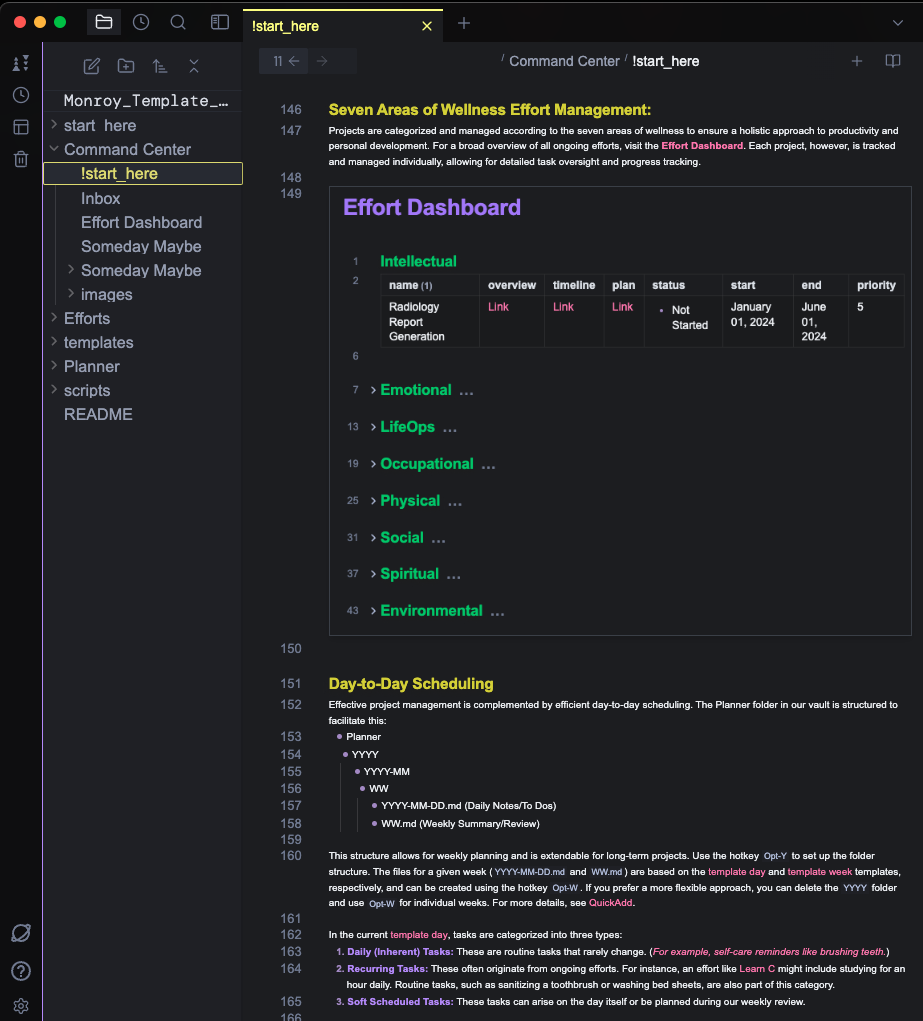 !start_here
11
/ Command Center / !start_here
Monroy_Template_...
start here
Command Center
!start_here
Inbox
Effort Dashboard
Someday Maybe
Someday Maybe
images
Efforts
templates
Planner
scripts
README
146 Seven Areas of Wellness Effort Management:
147 Projects are categorized and managed according to the seven areas of wellness to ensure a holistic approach to productivity and
personal development. For a broad overview of all ongoing efforts, visit the Effort Dashboard. Each project, however, is tracked
and managed individually, allowing for detailed task oversight and progress tracking.
148
149
Effort Dashboard
1 Intellectual
2 name (1) overview timeline plan status start end priority
Radiology Link Link Link • Not January June 5
Report Started 01, 2024 01,
Generation 2024
6
7 Emotional ...
13 LifeOps ...
19 Occupational ...
25 Physical ...
31 Social ...
37 Spiritual ...
43 Environmental ...
150
151 Day-to-Day Scheduling
152 Effective project management is complemented by efficient day-to-day scheduling. The Planner folder in our vault is structured to
facilitate this:
153 • Planner
154 • YYYY
155 • YYYY-MM
156 • WW
157 • YYYY-MM-DD.md (Daily Notes/To Dos)
158 • WW.md (Weekly Summary/Review)
159
160 This structure allows for weekly planning and is extendable for long-term projects. Use the hotkey Opt-Y to set up the folder
structure. The files for a given week ( YYYY-MM-DD.md and WW.md ) are based on the template day and template week templates,
respectively, and can be created using the hotkey Opt-W . If you prefer a more flexible approach, you can delete the YYYY folder
and use Opt-W for individual weeks. For more details, see QuickAdd.
161
162 In the current template day, tasks are categorized into three types:
163 1. Daily (Inherent) Tasks: These are routine tasks that rarely change. (For example, self-care reminders like brushing teeth.)
164 2. Recurring Tasks: These often originate from ongoing efforts. For instance, an effort like Learn C might include studying for an
hour daily. Routine tasks, such as sanitizing a toothbrush or washing bed sheets, are also part of this category.
165 3. Soft Scheduled Tasks: These tasks can arise on the day itself or be planned during our weekly review.
166